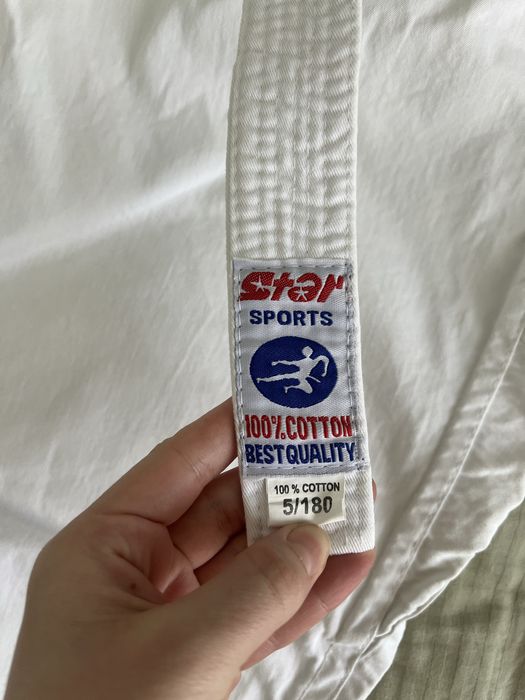 Star
SPORTS
100% COTTON
BEST QUALITY
100 % COTTON
5/180